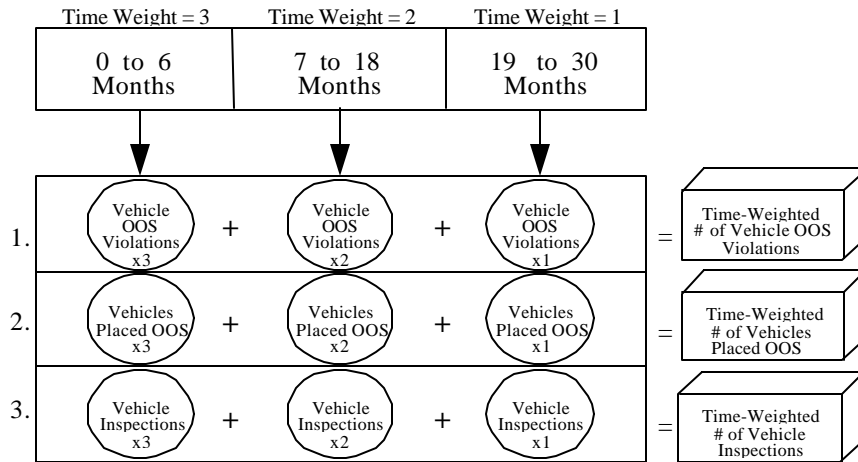 Time Weight = 3 Time Weight = 2 Time Weight = 1
0 to 6
Months
7 to 18
Months
19 to 30
Months
1.
Vehicle
OOS
Violations
x3
+
Vehicle
OOS
Violations
x2
+
Vehicle
OOS
Violations
x1
=
Time-Weighted
# of Vehicle OOS
Violations
2.
Vehicles
Placed OOS
x3
+
Vehicles
Placed OOS
x2
+
Vehicles
Placed OOS
x1
=
Time-Weighted
# of Vehicles
Placed OOS
3.
Vehicle
Inspections
x3
+
Vehicle
Inspections
x2
+
Vehicle
Inspections
x1
=
Time-Weighted
# of Vehicle
Inspections